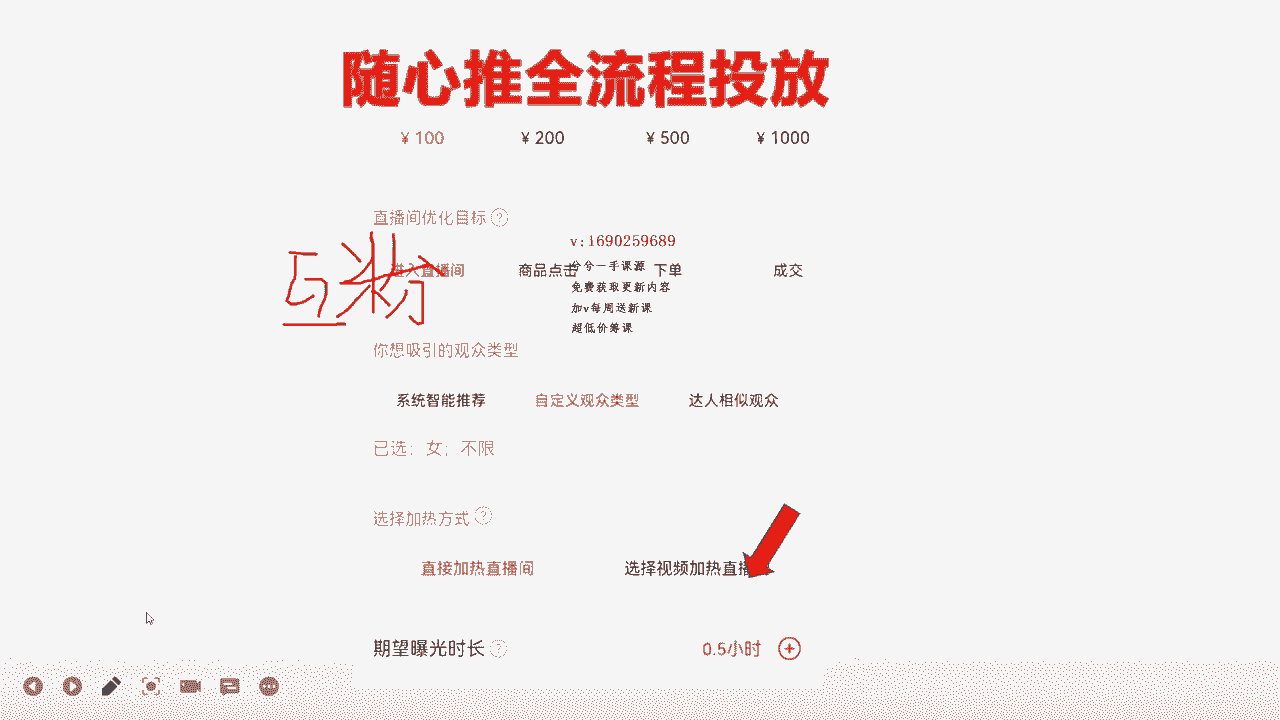 随心推全流程投放
¥ 100 ¥ 200 ¥ 500 ¥ 1000
直播间优化目标 ?
v:1690259689
进入直播间 商品点击 下单 成交
兮兮一手课源
免费获取更新内容
加v每周送新课
超低价筹课
互粉
你想吸引的观众类型
系统智能推荐 自定义观众类型 达人相似观众
已选：女；不限
选择加热方式 ?
直接加热直播间 选择视频加热直播
期望曝光时长 ? 0.5小时 +